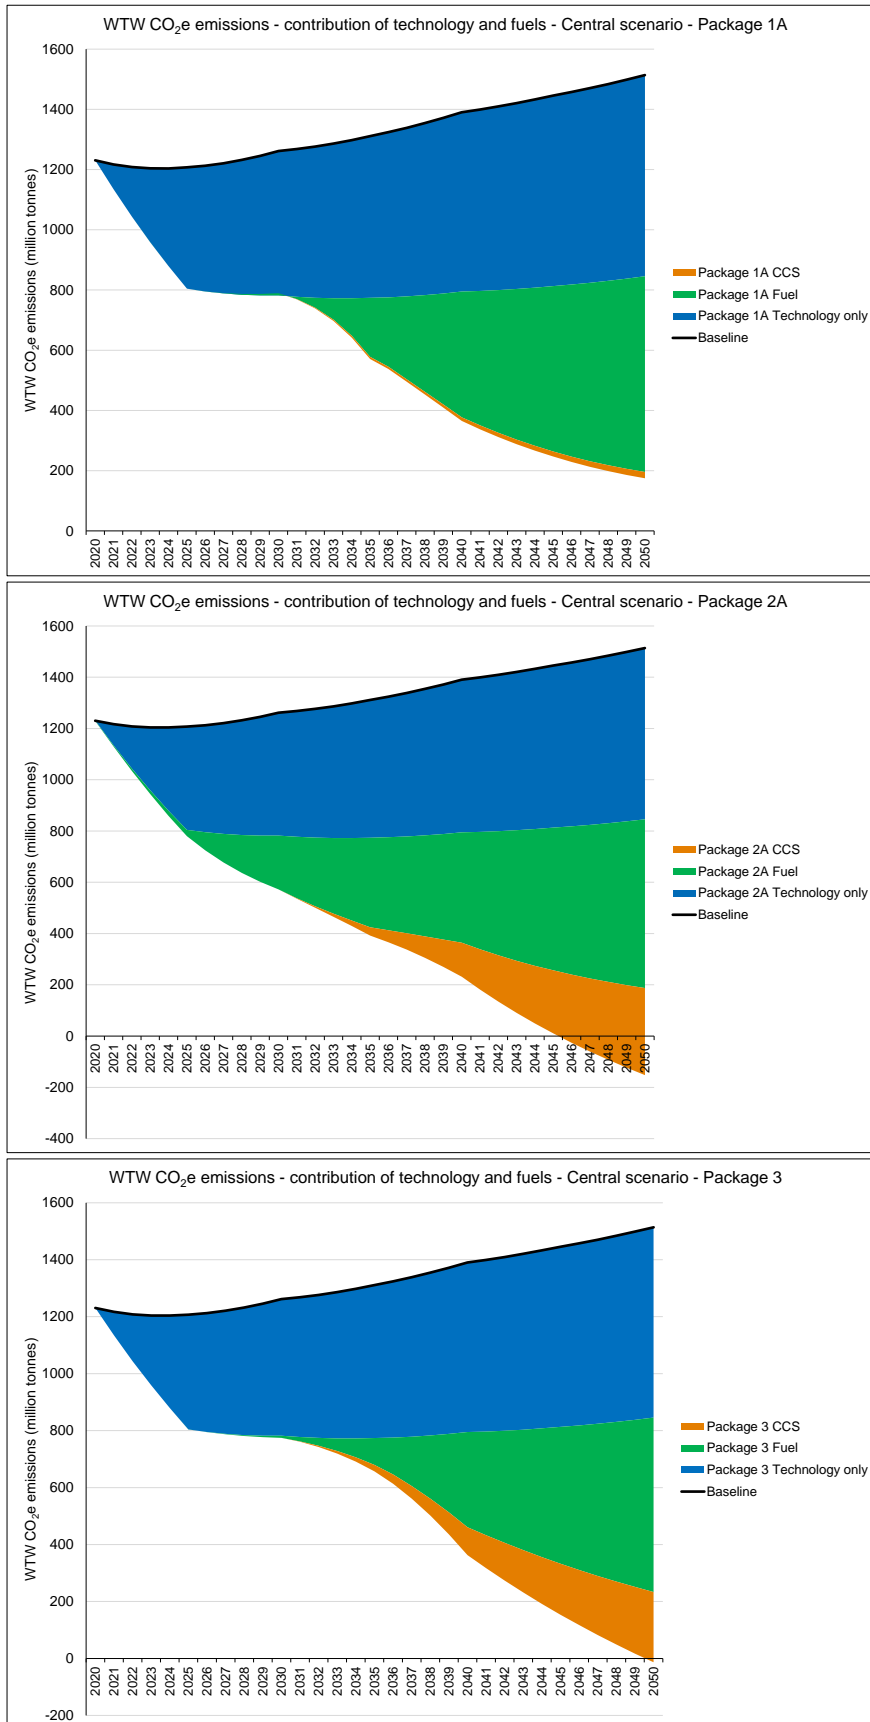 WTW CO₂e emissions - contribution of technology and fuels - Central scenario - Package 1A
WTW CO₂e emissions (million tonnes)
1600
1400
1200
1000
800
600
400
200
0
2020 2021 2022 2023 2024 2025 2026 2027 2028 2029 2030 2031 2032 2033 2034 2035 2036 2037 2038 2039 2040 2041 2042 2043 2044 2045 2046 2047 2048 2049 2050
Package 1A CCS
Package 1A Fuel
Package 1A Technology only
Baseline
WTW CO₂e emissions - contribution of technology and fuels - Central scenario - Package 2A
WTW CO₂e emissions (million tonnes)
1600
1400
1200
1000
800
600
400
200
0
-200
-400
2020 2021 2022 2023 2024 2025 2026 2027 2028 2029 2030 2031 2032 2033 2034 2035 2036 2037 2038 2039 2040 2041 2042 2043 2044 2045 2046 2047 2048 2049 2050
Package 2A CCS
Package 2A Fuel
Package 2A Technology only
Baseline
WTW CO₂e emissions - contribution of technology and fuels - Central scenario - Package 3
WTW CO₂e emissions (million tonnes)
1600
1400
1200
1000
800
600
400
200
0
-200
2020 2021 2022 2023 2024 2025 2026 2027 2028 2029 2030 2031 2032 2033 2034 2035 2036 2037 2038 2039 2040 2041 2042 2043 2044 2045 2046 2047 2048 2049 2050
Package 3 CCS
Package 3 Fuel
Package 3 Technology only
Baseline